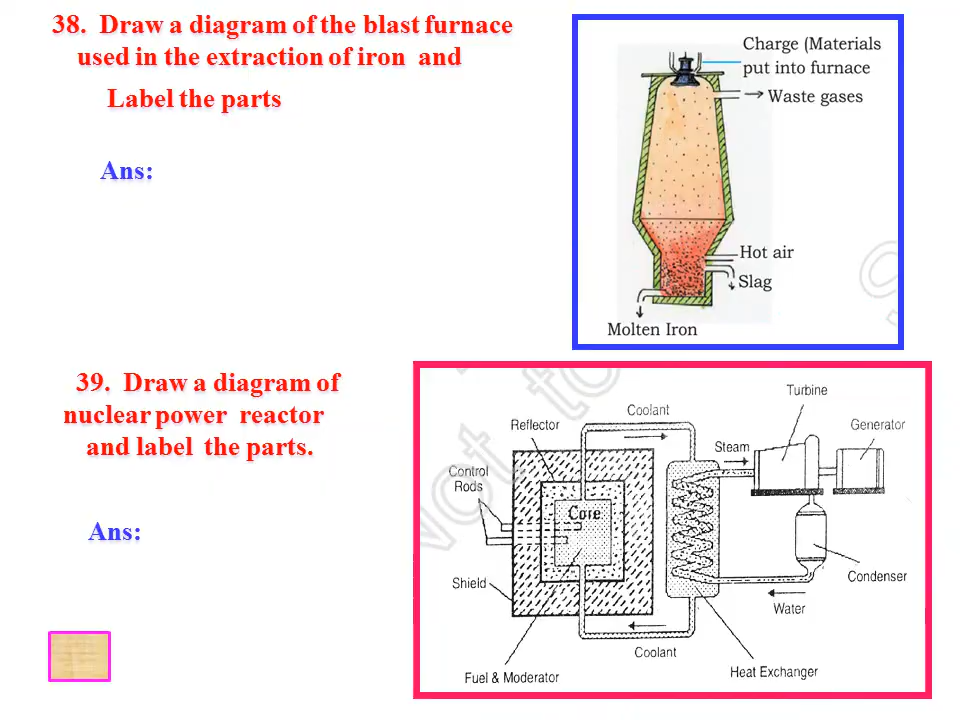 38.  Draw a diagram of the blast furnace
used in the extraction of iron  and
Label the parts
Ans:
Charge (Materials
put into furnace
Waste gases
Hot air
Slag
Molten Iron
39.  Draw a diagram of
nuclear power  reactor
and label  the parts.
Ans:
Turbine
Coolant
Reflector
Generator
Steam
Control
Rods
Core
Shield
Condenser
Water
Coolant
Heat Exchanger
Fuel & Moderator
not to